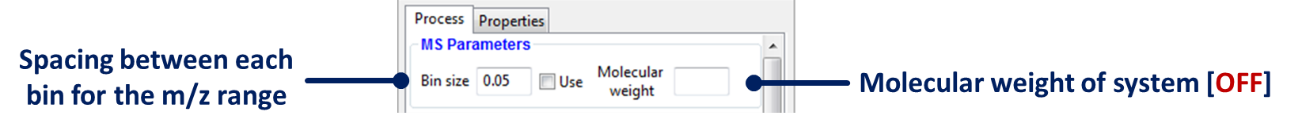 Process Properties
MS Parameters
Spacing between each
bin for the m/z range
Bin size 0.05 Use Molecular
weight
Molecular weight of system [OFF]